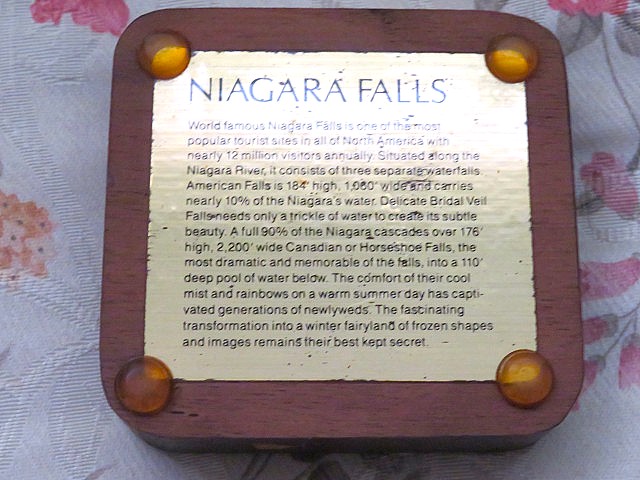 NIAGARA FALLS
World famous Niagara Falls is one of the most
popular tourist sites in all of North America with
nearly 12 million visitors annually. Situated along the
Niagara River, it consists of three separate waterfalls.
American Falls is 184' high, 1,060' wide and carries
nearly 10% of the Niagara's water. Delicate Bridal Veil
Falls needs only a trickle of water to create its subtle
beauty. A full 90% of the Niagara cascades over 176'
high, 2,200' wide Canadian or Horseshoe Falls, the
most dramatic and memorable of the falls, into a 110'
deep pool of water below. The comfort of their cool
mist and rainbows on a warm summer day has capti-
vated generations of newlyweds. The fascinating
transformation into a winter fairyland of frozen shapes
and images remains their best kept secret.